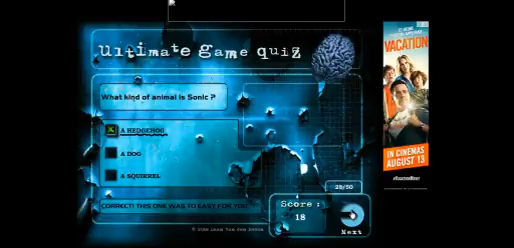 ultimate game quiz
What kind of animal is Sonic ?
A HEDGEHOG
A DOG
A SQUIRREL
CORRECT! THIS ONE WAS TO EASY FOR YOU
28/50
Score :
18
Next
VACATION
IN CINEMAS
AUGUST 13